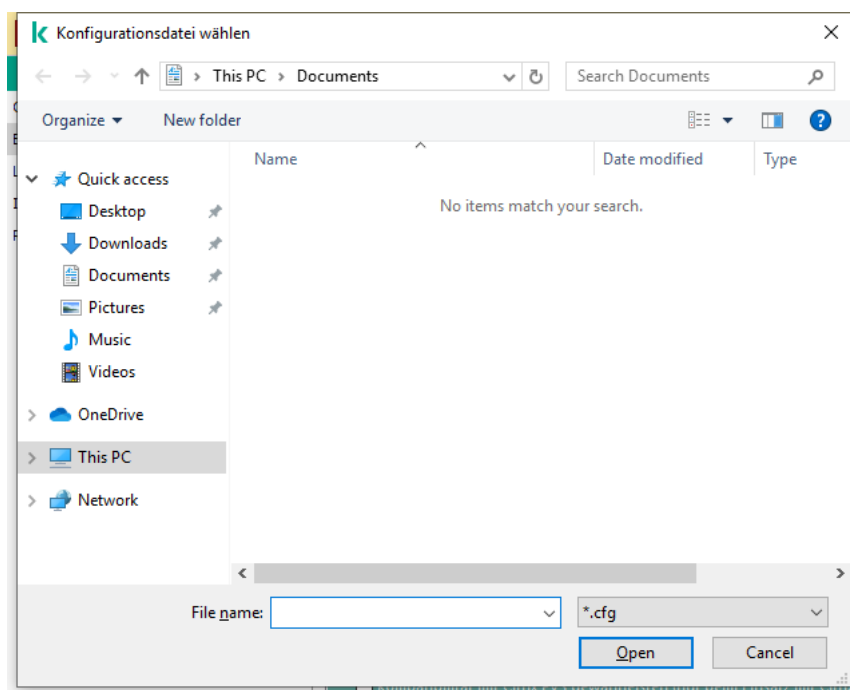 Konfigurationsdatei wählen
This PC > Documents
Search Documents
Organize
New folder
Name
Date modified
Type
No items match your search.
Quick access
Desktop
Downloads
Documents
Pictures
Music
Videos
OneDrive
This PC
Network
File name:
*.cfg
Open
Cancel